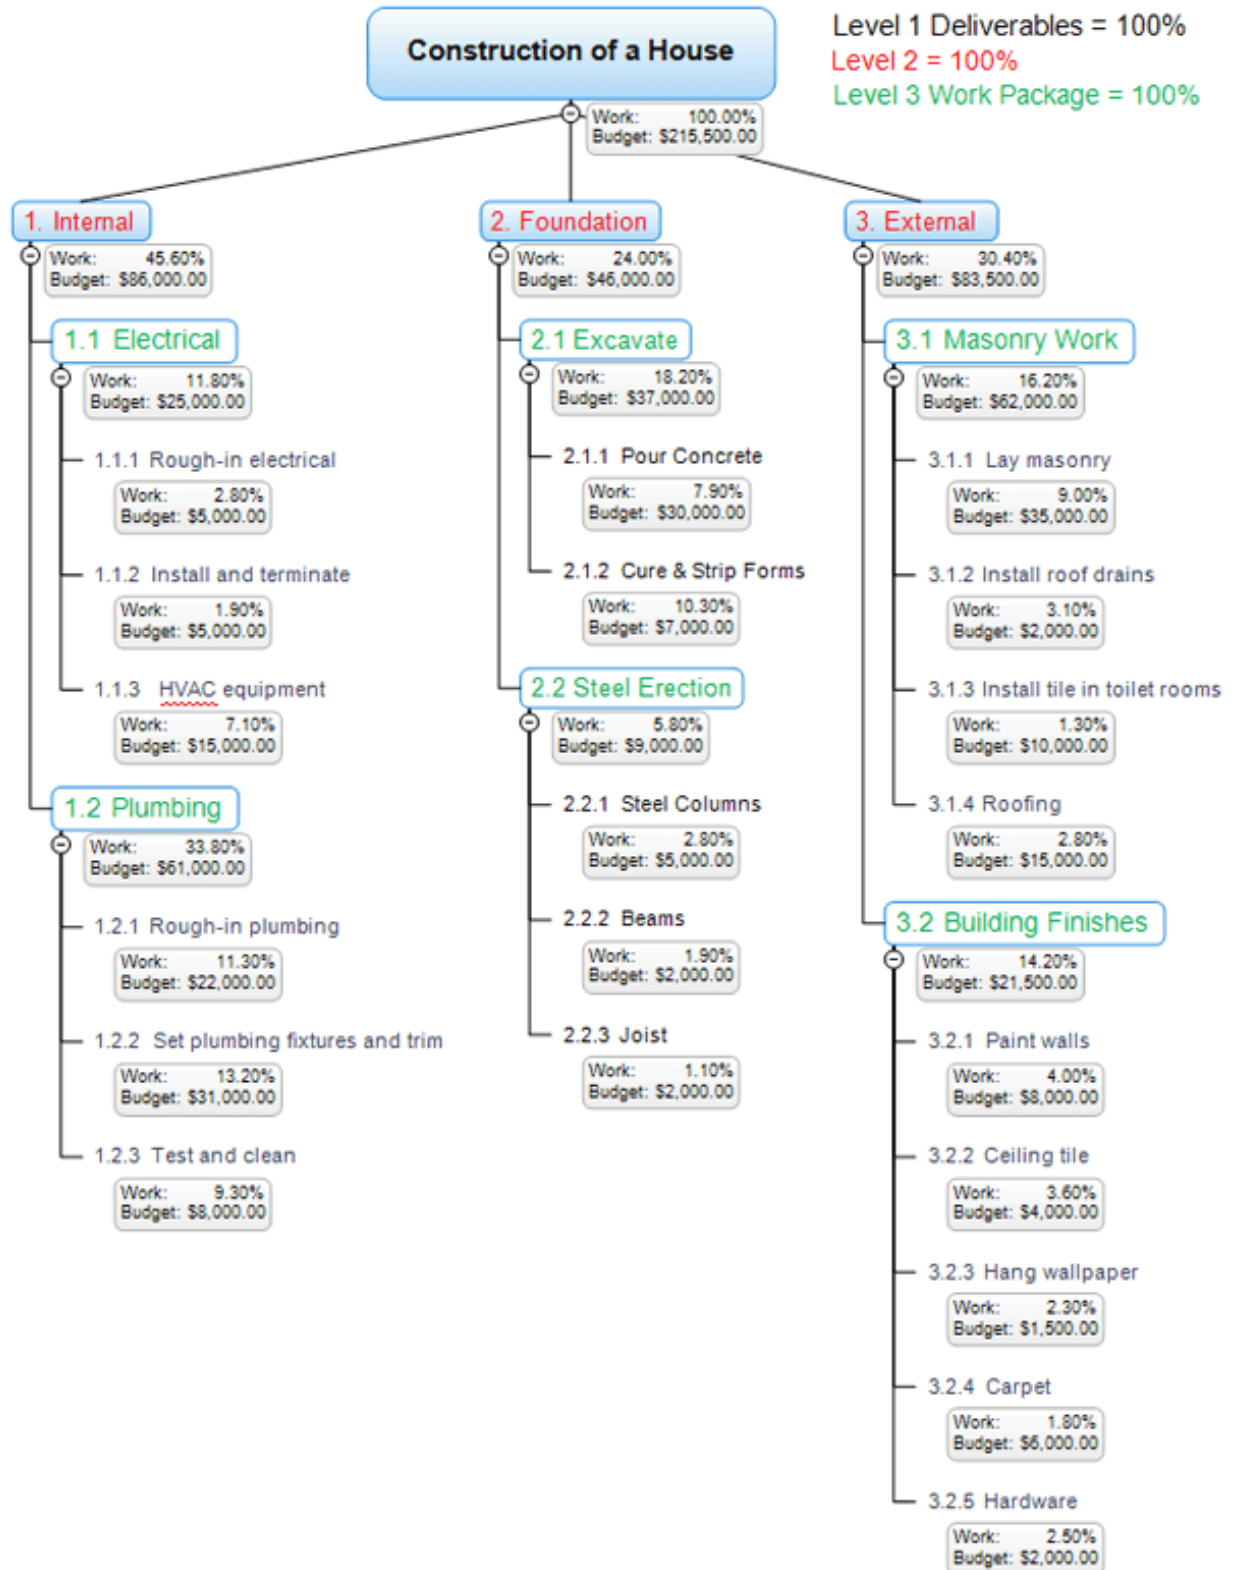 Construction of a House
Level 1 Deliverables = 100%
Level 2 = 100%
Level 3 Work Package = 100%
Work: 100.00%
Budget: $215,500.00
1. Internal
Work: 45.60%
Budget: $86,000.00
1.1 Electrical
Work: 11.80%
Budget: $25,000.00
1.1.1 Rough-in electrical
Work: 2.80%
Budget: $5,000.00
1.1.2 Install and terminate
Work: 1.90%
Budget: $5,000.00
1.1.3 HVAC equipment
Work: 7.10%
Budget: $15,000.00
1.2 Plumbing
Work: 33.80%
Budget: $61,000.00
1.2.1 Rough-in plumbing
Work: 11.30%
Budget: $22,000.00
1.2.2 Set plumbing fixtures and trim
Work: 13.20%
Budget: $31,000.00
1.2.3 Test and clean
Work: 9.30%
Budget: $8,000.00
2. Foundation
Work: 24.00%
Budget: $46,000.00
2.1 Excavate
Work: 18.20%
Budget: $37,000.00
2.1.1 Pour Concrete
Work: 7.90%
Budget: $30,000.00
2.1.2 Cure & Strip Forms
Work: 10.30%
Budget: $7,000.00
2.2 Steel Erection
Work: 5.80%
Budget: $9,000.00
2.2.1 Steel Columns
Work: 2.80%
Budget: $5,000.00
2.2.2 Beams
Work: 1.90%
Budget: $2,000.00
2.2.3 Joist
Work: 1.10%
Budget: $2,000.00
3. External
Work: 30.40%
Budget: $83,500.00
3.1 Masonry Work
Work: 16.20%
Budget: $62,000.00
3.1.1 Lay masonry
Work: 9.00%
Budget: $35,000.00
3.1.2 Install roof drains
Work: 3.10%
Budget: $2,000.00
3.1.3 Install tile in toilet rooms
Work: 1.30%
Budget: $10,000.00
3.1.4 Roofing
Work: 2.80%
Budget: $15,000.00
3.2 Building Finishes
Work: 14.20%
Budget: $21,500.00
3.2.1 Paint walls
Work: 4.00%
Budget: $8,000.00
3.2.2 Ceiling tile
Work: 3.60%
Budget: $4,000.00
3.2.3 Hang wallpaper
Work: 2.30%
Budget: $1,500.00
3.2.4 Carpet
Work: 1.80%
Budget: $6,000.00
3.2.5 Hardware
Work: 2.50%
Budget: $2,000.00